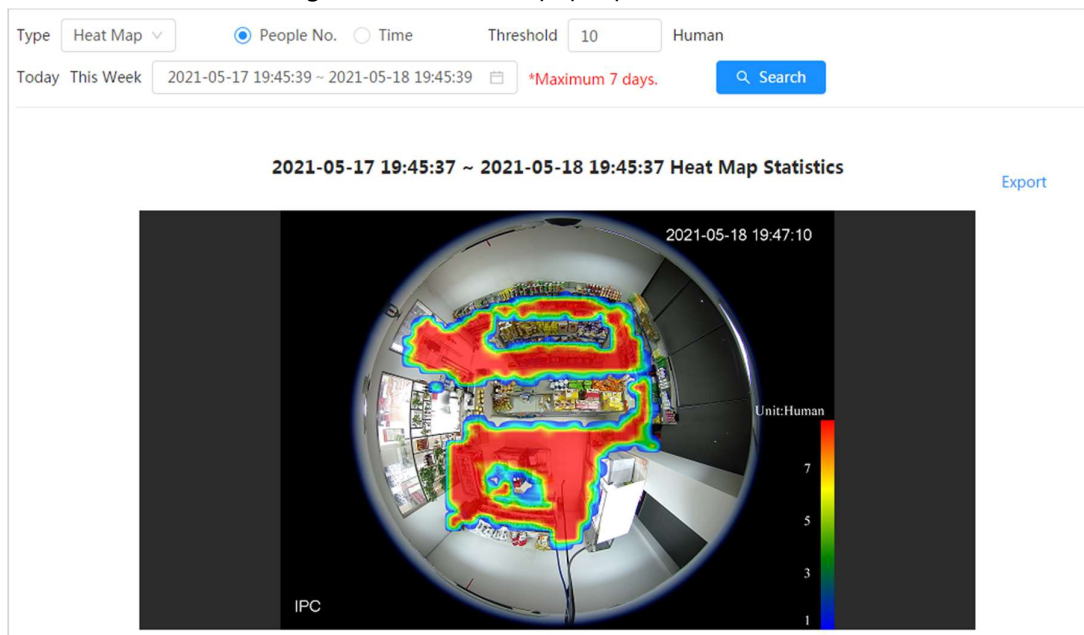 Type Heat Map People No. Time Threshold 10 Human
Today This Week 2021-05-17 19:45:39 ~ 2021-05-18 19:45:39 *Maximum 7 days. Search
2021-05-17 19:45:37 ~ 2021-05-18 19:45:37 Heat Map Statistics
Export
2021-05-18 19:47:10
Unit:Human
7
5
3
1
IPC